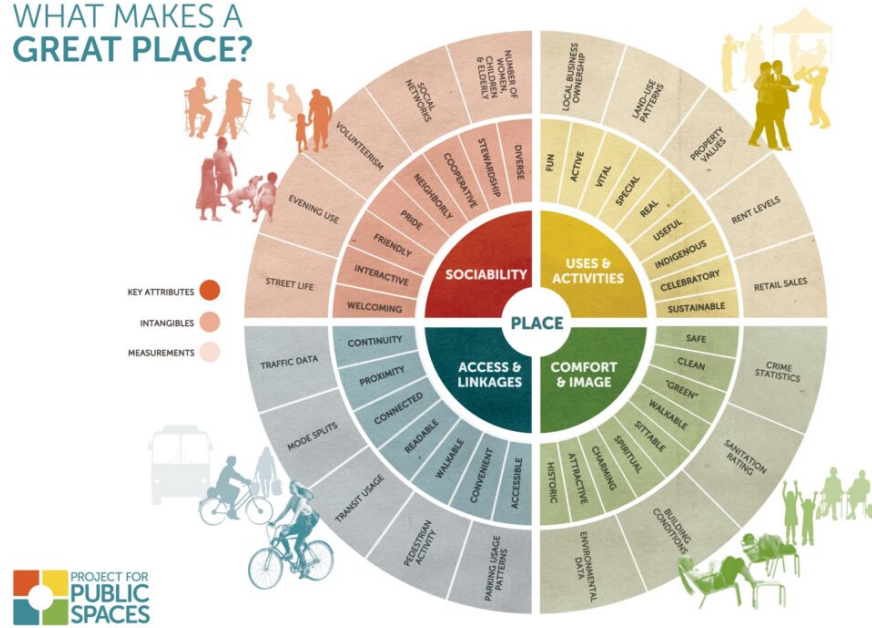 WHAT MAKES A
GREAT PLACE?
NUMBER OF
WOMEN,
CHILDREN
& ELDERLY
SOCIAL
NETWORKS
VOLUNTEERISM
EVENING USE
STREET LIFE
DIVERSE
STEWARDSHIP
COOPERATIVE
NEIGHBORLY
PRIDE
FRIENDLY
INTERACTIVE
WELCOMING
SOCIABILITY
LOCAL BUSINESS
OWNERSHIP
LAND-USE
PATTERNS
PROPERTY
VALUES
RENT LEVELS
RETAIL SALES
FUN
ACTIVE
VITAL
SPECIAL
REAL
USEFUL
INDIGENOUS
CELEBRATORY
SUSTAINABLE
USES &
ACTIVITIES
KEY ATTRIBUTES
INTANGIBLES
MEASUREMENTS
PLACE
ACCESS &
LINKAGES
CONTINUITY
PROXIMITY
CONNECTED
READABLE
WALKABLE
CONVENIENT
ACCESSIBLE
TRAFFIC DATA
MODE SPLITS
TRANSIT USAGE
PEDESTRIAN
ACTIVITY
PARKING USAGE
PATTERNS
COMFORT
& IMAGE
SAFE
CLEAN
"GREEN"
WALKABLE
SITTABLE
SPIRITUAL
CHARMING
ATTRACTIVE
HISTORIC
CRIME
STATISTICS
SANITATION
RATING
BUILDING
CONDITIONS
ENVIRONMENTAL
DATA
PROJECT FOR
PUBLIC
SPACES